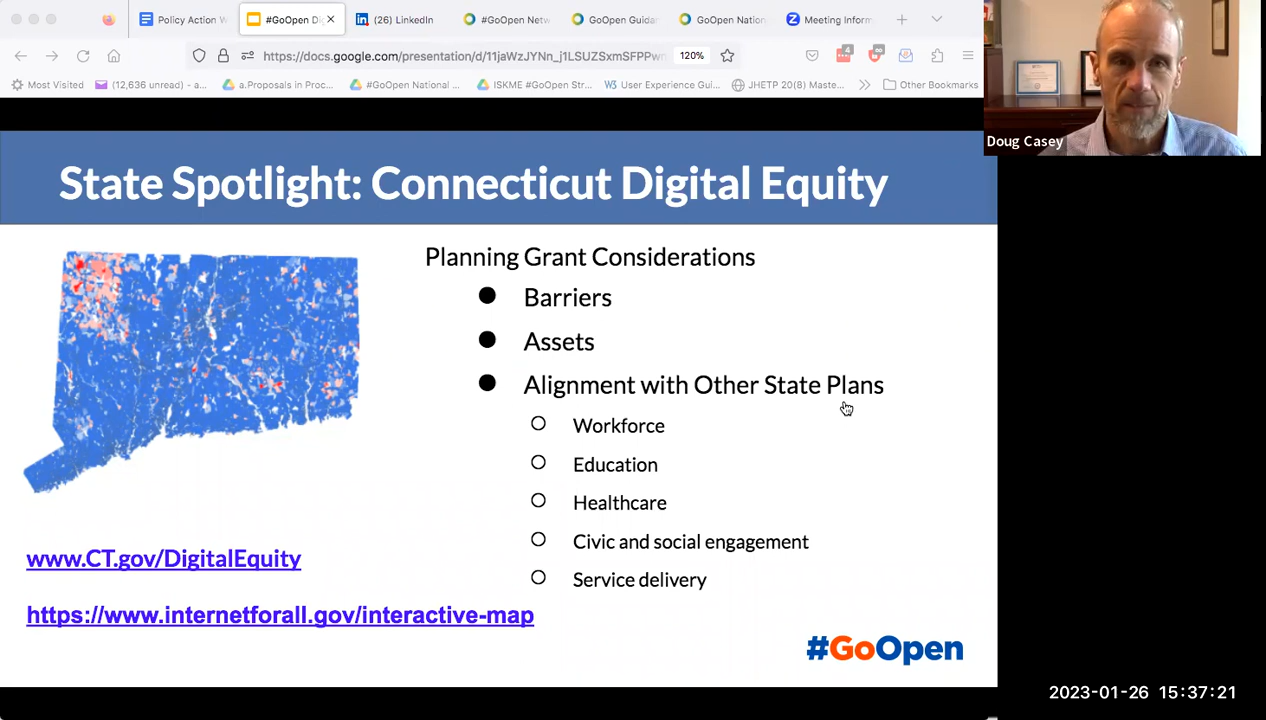 Policy Action W
#GoOpen Di
(26) LinkedIn
#GoOpen Netw
GoOpen Guida
GoOpen Nation
Meeting Inform
https://docs.google.com/presentation/d/11jaWzJYNn_j1LSUZSxmSFPPwn
120%
4
Most Visited
(12,636 unread) - a...
a.Proposals in Proc...
#GoOpen National ...
ISKME #GoOpen Str...
User Experience Gui...
JHETP 20(8) Maste...
Other Bookmarks
Doug Casey
State Spotlight: Connecticut Digital Equity
Planning Grant Considerations
● Barriers
● Assets
● Alignment with Other State Plans
○ Workforce
○ Education
○ Healthcare
○ Civic and social engagement
○ Service delivery
www.CT.gov/DigitalEquity
https://www.internetforall.gov/interactive-map
#GoOpen
2023-01-26 15:37:21